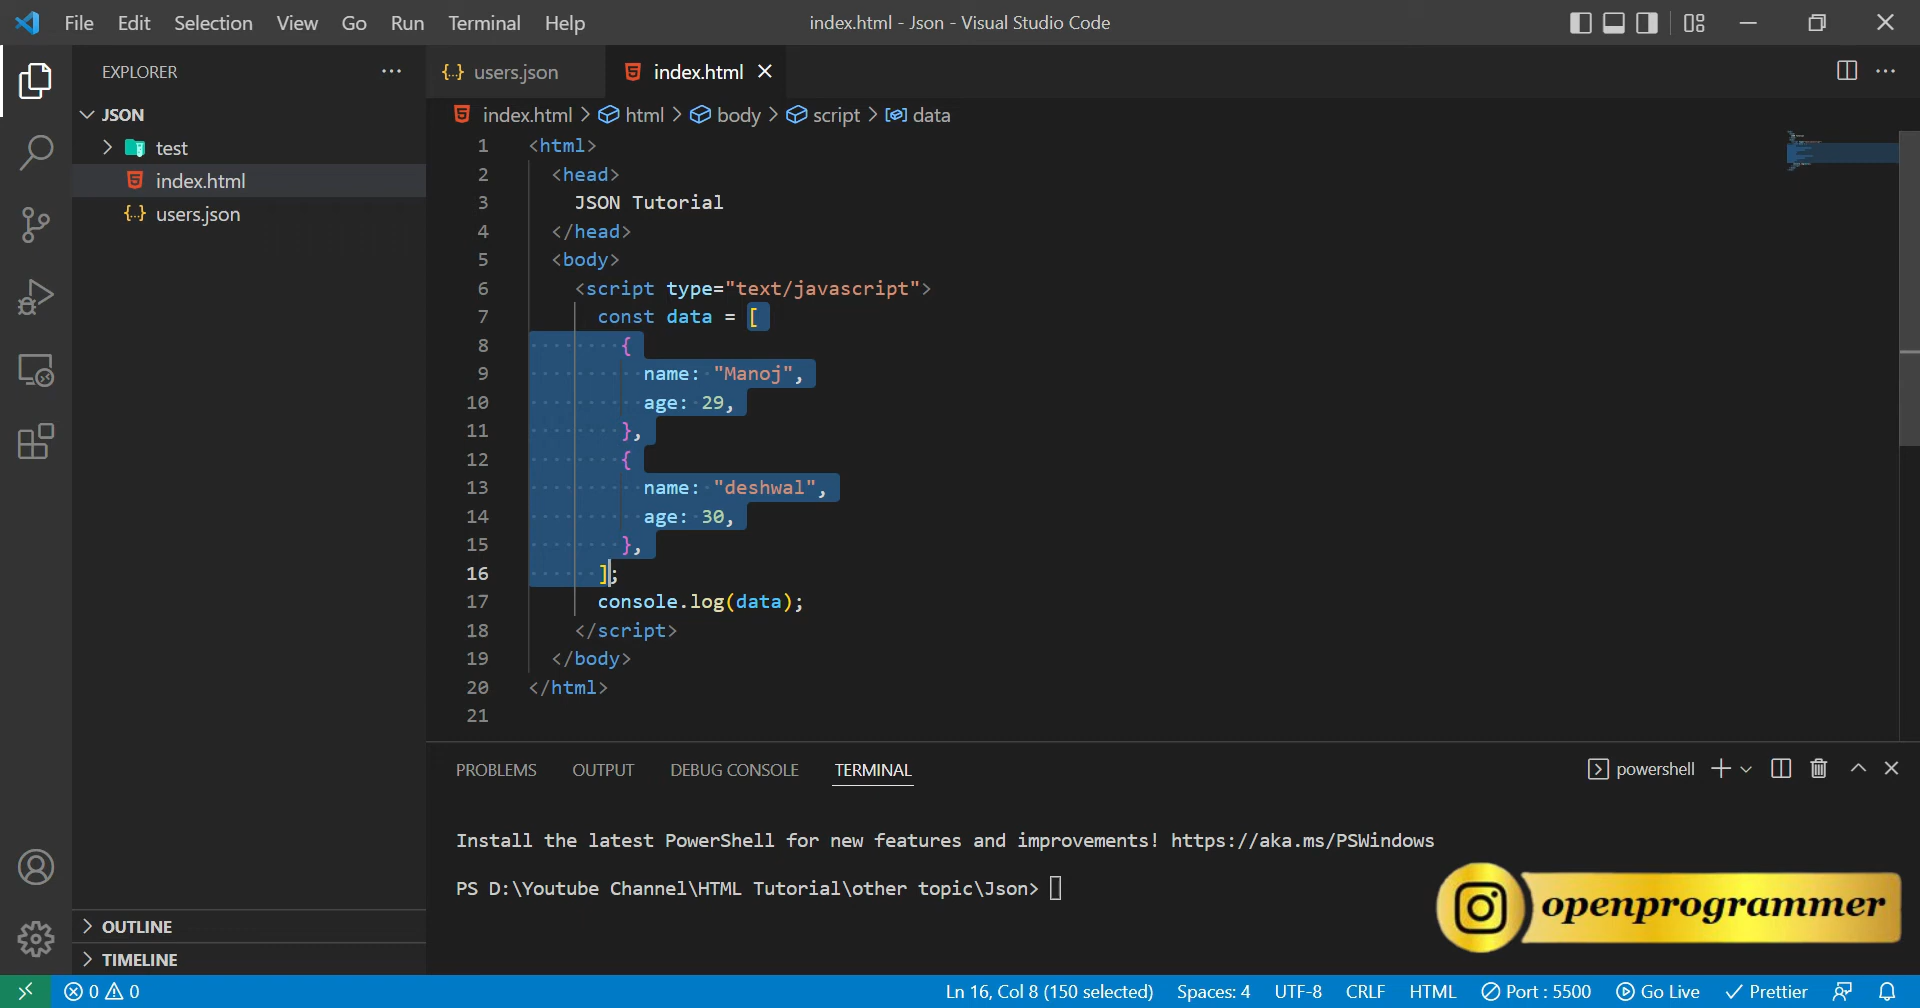 File Edit Selection View Go Run Terminal Help index.html - Json - Visual Studio Code
EXPLORER
JSON
test
index.html
users.json
OUTLINE
TIMELINE
{..} users.json index.html
index.html > html > body > script > data
1 <html>
2 <head>
3 JSON Tutorial
4 </head>
5 <body>
6 <script type="text/javascript">
7 const data = [
8 {
9 name: "Manoj",
10 age: 29,
11 },
12 {
13 name: "deshwal",
14 age: 30,
15 },
16 ];
17 console.log(data);
18 </script>
19 </body>
20 </html>
21
PROBLEMS OUTPUT DEBUG CONSOLE TERMINAL powershell
Install the latest PowerShell for new features and improvements! https://aka.ms/PSWindows
PS D:\Youtube Channel\HTML Tutorial\other topic\Json>
openprogrammer
0 0 Ln 16, Col 8 (150 selected) Spaces: 4 UTF-8 CRLF HTML Port : 5500 Go Live Prettier